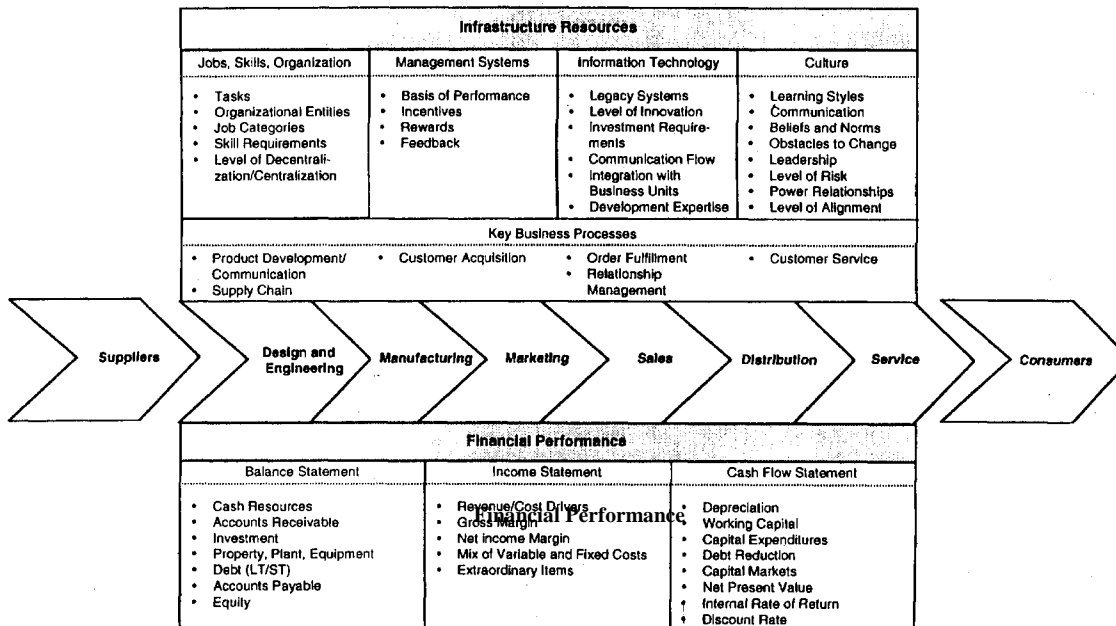 Infrastructure Resources
Jobs, Skills, Organization
• Tasks
• Organizational Entities
• Job Categories
• Skill Requirements
• Level of Decentrali-
zation/Centralization
Management Systems
• Basis of Performance
• Incentives
• Rewards
• Feedback
Information Technology
• Legacy Systems
• Level of Innovation
• Investment Require-
ments
• Communication Flow
• Integration with
Business Units
• Development Expertise
Culture
• Learning Styles
• Communication
• Beliefs and Norms
• Obstacles to Change
• Leadership
• Level of Risk
• Power Relationships
• Level of Alignment
Key Business Processes
• Product Development/
Communication
• Supply Chain
• Customer Acquisition
• Order Fulfillment
• Relationship
Management
• Customer Service
Suppliers
Design and
Engineering
Manufacturing
Marketing
Sales
Distribution
Service
Consumers
Financial Performance
Balance Statement
• Cash Resources
• Accounts Receivable
• Investment
• Property, Plant, Equipment
• Debt (LT/ST)
• Accounts Payable
• Equity
Income Statement
• Revenue/Cost Drivers
Financial Performance
• Gross Margin
• Net income Margin
• Mix of Variable and Fixed Costs
• Extraordinary Items
Cash Flow Statement
• Depreciation
• Working Capital
• Capital Expenditures
• Debt Reduction
• Capital Markets
• Net Present Value
• Internal Rate of Return
• Discount Rate